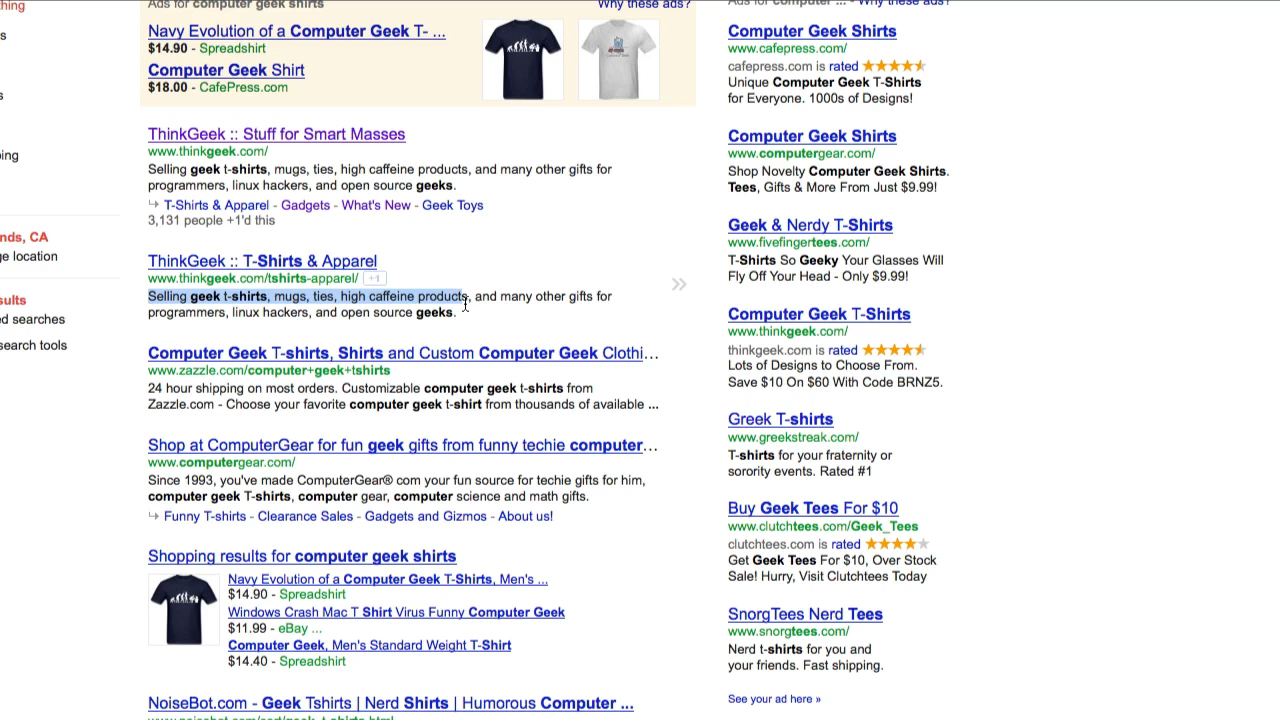 thing
s
s
ping
nds, CA
ge location
sults
d searches
search tools
Ads for computer geek shirts
Why these ads?
Navy Evolution of a Computer Geek T- ...
$14.90 - Spreadshirt
Computer Geek Shirt
$18.00 - CafePress.com
ThinkGeek :: Stuff for Smart Masses
www.thinkgeek.com/
Selling geek t-shirts, mugs, ties, high caffeine products, and many other gifts for
programmers, linux hackers, and open source geeks.
T-Shirts & Apparel - Gadgets - What's New - Geek Toys
3,131 people +1'd this
ThinkGeek :: T-Shirts & Apparel
www.thinkgeek.com/tshirts-apparel/ +1
Selling geek t-shirts, mugs, ties, high caffeine products, and many other gifts for
programmers, linux hackers, and open source geeks.
»
Computer Geek T-shirts, Shirts and Custom Computer Geek Clothi...
www.zazzle.com/computer+geek+tshirts
24 hour shipping on most orders. Customizable computer geek t-shirts from
Zazzle.com - Choose your favorite computer geek t-shirt from thousands of available ...
Shop at ComputerGear for fun geek gifts from funny techie computer...
www.computergear.com/
Since 1993, you've made ComputerGear® com your fun source for techie gifts for him,
computer geek T-shirts, computer gear, computer science and math gifts.
Funny T-shirts - Clearance Sales - Gadgets and Gizmos - About us!
Shopping results for computer geek shirts
Navy Evolution of a Computer Geek T-Shirts, Men's ...
$14.90 - Spreadshirt
Windows Crash Mac T Shirt Virus Funny Computer Geek
$11.99 - eBay ...
Computer Geek, Men's Standard Weight T-Shirt
$14.40 - Spreadshirt
NoiseBot.com - Geek Tshirts | Nerd Shirts | Humorous Computer ...
Ads for computer ... - Why these ads?
Computer Geek Shirts
www.cafepress.com/
cafepress.com is rated
Unique Computer Geek T-Shirts
for Everyone. 1000s of Designs!
Computer Geek Shirts
www.computergear.com/
Shop Novelty Computer Geek Shirts.
Tees, Gifts & More From Just $9.99!
Geek & Nerdy T-Shirts
www.fivefingertees.com/
T-Shirts So Geeky Your Glasses Will
Fly Off Your Head - Only $9.99!
Computer Geek T-Shirts
www.thinkgeek.com/
thinkgeek.com is rated
Lots of Designs to Choose From.
Save $10 On $60 With Code BRNZ5.
Greek T-shirts
www.greekstreak.com/
T-shirts for your fraternity or
sorority events. Rated #1
Buy Geek Tees For $10
www.clutchtees.com/Geek_Tees
clutchtees.com is rated
Get Geek Tees For $10, Over Stock
Sale! Hurry, Visit Clutchtees Today
SnorgTees Nerd Tees
www.snorgtees.com/
Nerd t-shirts for you and
your friends. Fast shipping.
See your ad here »